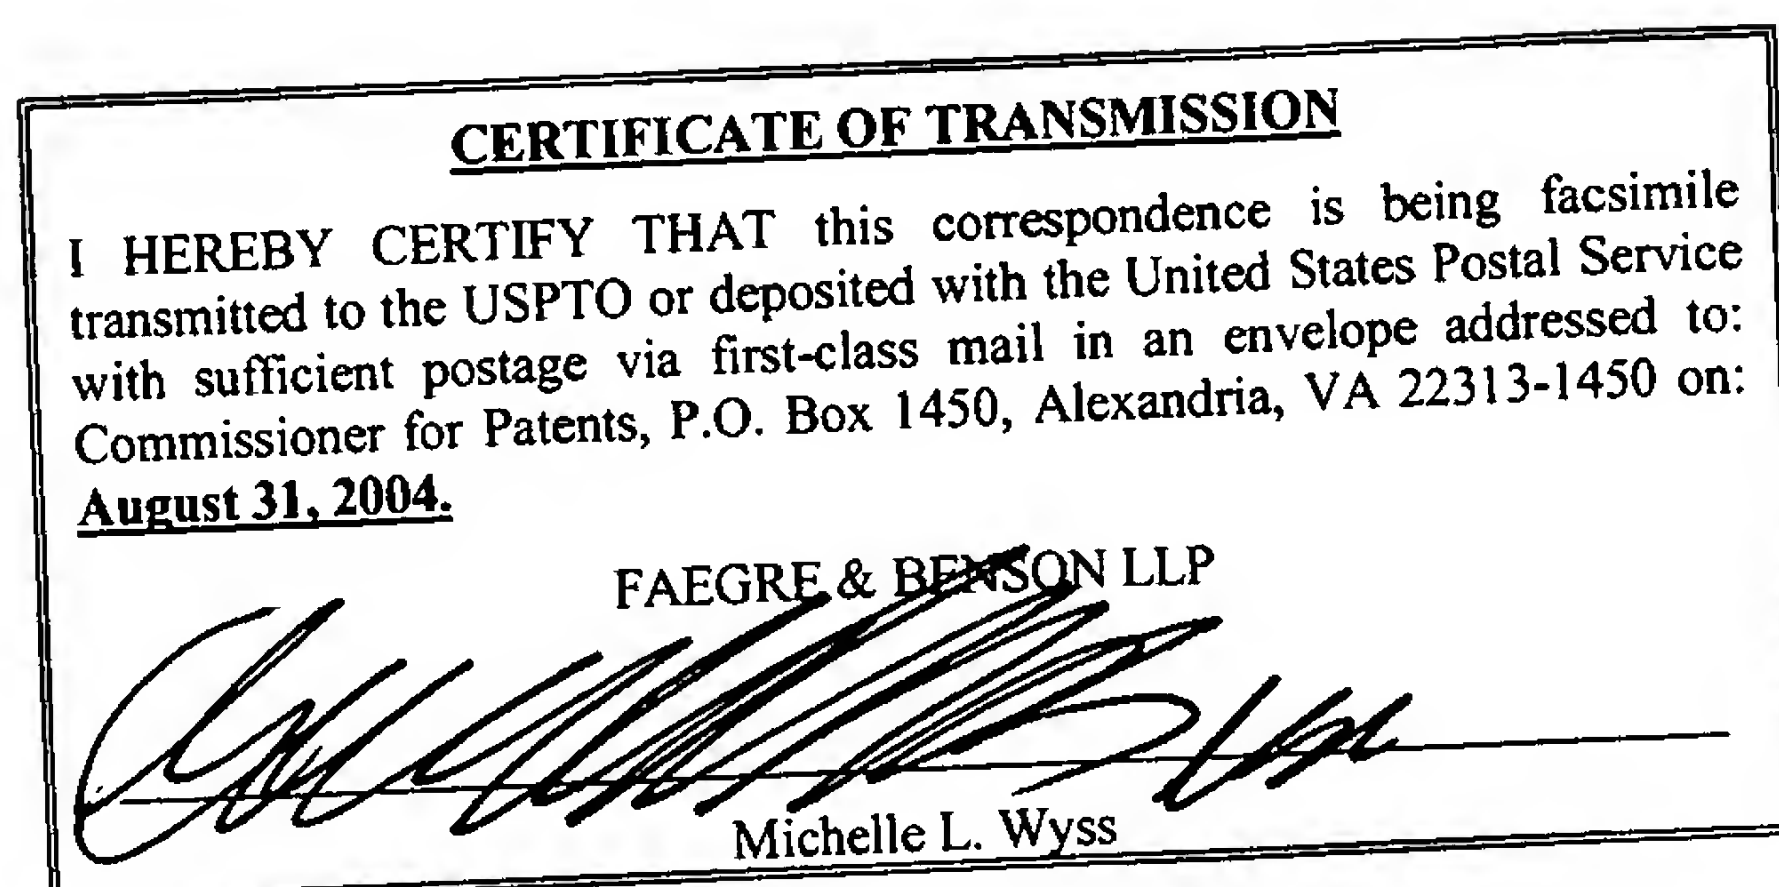 CERTIFICATE OF TRANSMISSION
I HEREBY CERTIFY THAT this correspondence is being facsimile
transmitted to the USPTO or deposited with the United States Postal Service
with sufficient postage via first-class mail in an envelope addressed to:
Commissioner for Patents, P.O. Box 1450, Alexandria, VA 22313-1450 on:
August 31, 2004.
FAEGRE & BENSON LLP
Michelle L. Wyss